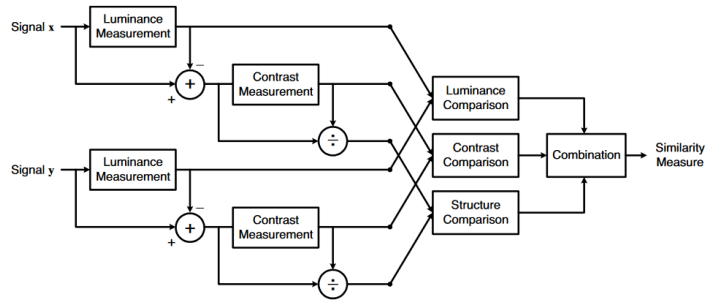 Signal x
Luminance
Measurement
−
+
+
Contrast
Measurement
÷
Signal y
Luminance
Measurement
−
+
+
Contrast
Measurement
÷
Luminance
Comparison
Contrast
Comparison
Structure
Comparison
Combination
Similarity
Measure